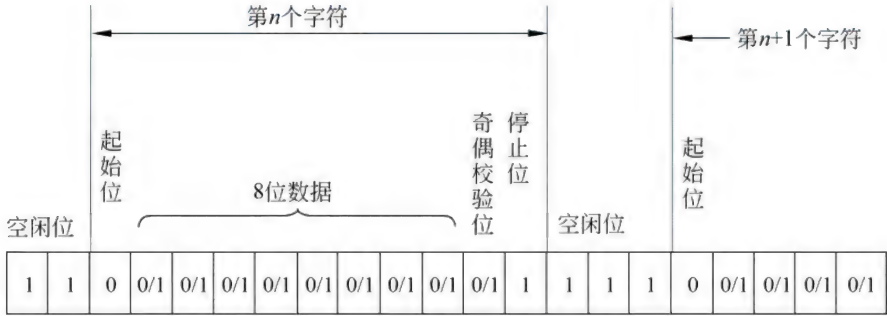 第n个字符
第n+1个字符
起始位
8位数据
奇偶校验位
停止位
起始位
空闲位
空闲位
1 1 0 0/1 0/1 0/1 0/1 0/1 0/1 0/1 0/1 0/1 1 1 1 1 0 0/1 0/1 0/1 0/1